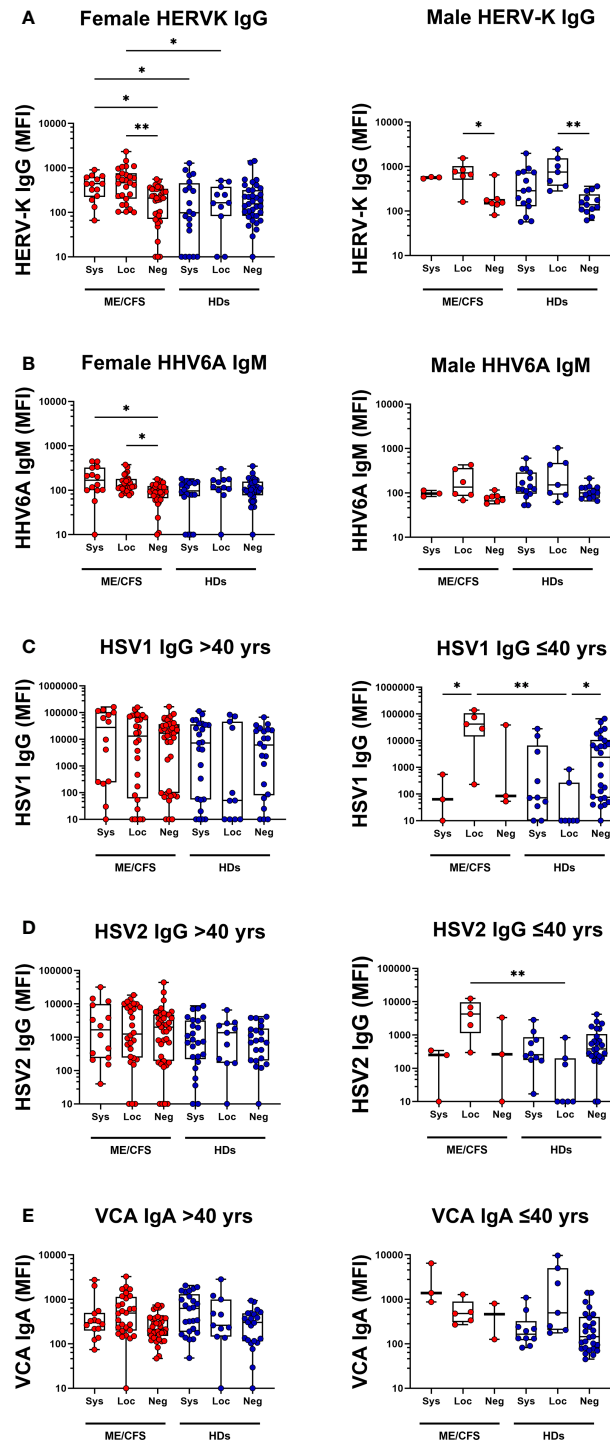 A
Female HERVK IgG
*
*
*
**
HERV-K IgG (MFI)
10000
1000
100
10
Sys Loc Neg Sys Loc Neg
ME/CFS HDs
Male HERV-K IgG
*
**
HERV-K IgG (MFI)
10000
1000
100
10
Sys Loc Neg Sys Loc Neg
ME/CFS HDs
B
Female HHV6A IgM
*
*
HHV6A IgM (MFI)
10000
1000
100
10
Sys Loc Neg Sys Loc Neg
ME/CFS HDs
Male HHV6A IgM
HHV6A IgM (MFI)
10000
1000
100
10
Sys Loc Neg Sys Loc Neg
ME/CFS HDs
C
HSV1 IgG >40 yrs
HSV1 IgG (MFI)
1000000
100000
10000
1000
100
10
Sys Loc Neg Sys Loc Neg
ME/CFS HDs
HSV1 IgG ≤40 yrs
*
**
*
HSV1 IgG (MFI)
1000000
100000
10000
1000
100
10
Sys Loc Neg Sys Loc Neg
ME/CFS HDs
D
HSV2 IgG >40 yrs
HSV2 IgG (MFI)
100000
10000
1000
100
10
Sys Loc Neg Sys Loc Neg
ME/CFS HDs
HSV2 IgG ≤40 yrs
**
HSV2 IgG (MFI)
100000
10000
1000
100
10
Sys Loc Neg Sys Loc Neg
ME/CFS HDs
E
VCA IgA >40 yrs
VCA IgA (MFI)
10000
1000
100
10
Sys Loc Neg Sys Loc Neg
ME/CFS HDs
VCA IgA ≤40 yrs
VCA IgA (MFI)
10000
1000
100
10
Sys Loc Neg Sys Loc Neg
ME/CFS HDs